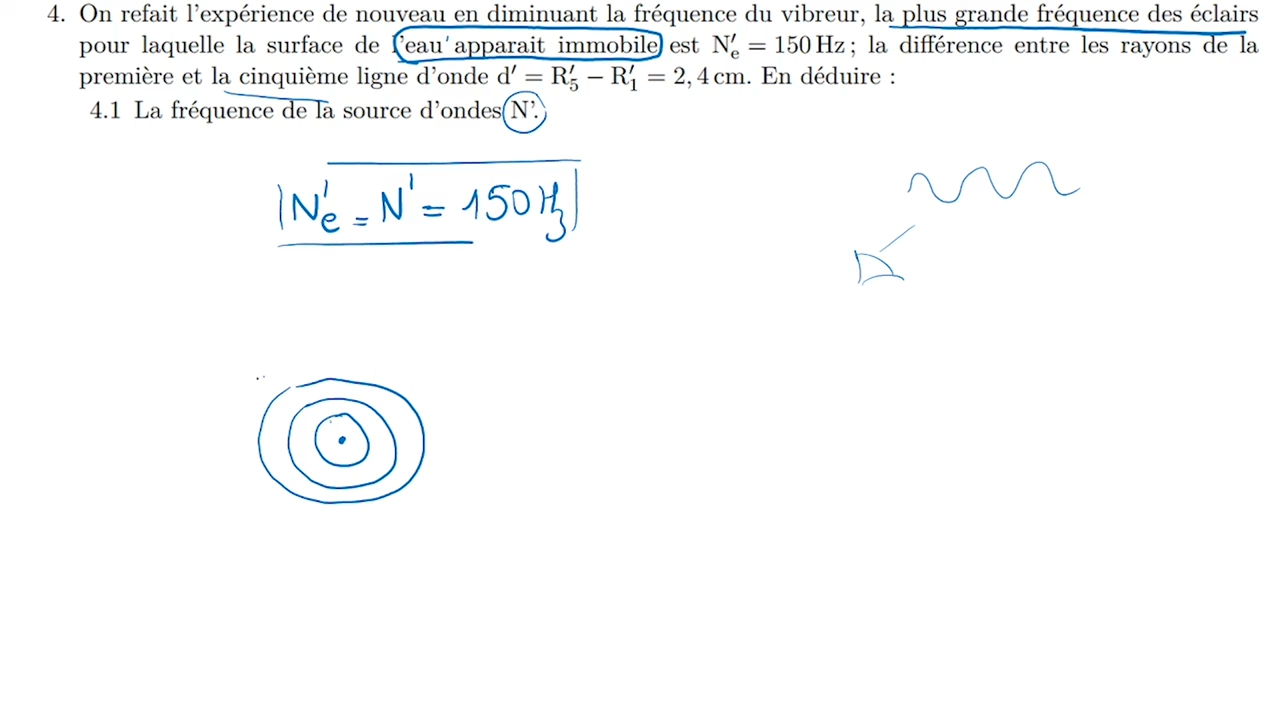 4. On refait l'expérience de nouveau en diminuant la fréquence du vibreur, la plus grande fréquence des éclairs
pour laquelle la surface de l'eau' apparait immobile est N′ₑ = 150 Hz ; la différence entre les rayons de la
première et la cinquième ligne d'onde d′ = R′₅ − R′₁ = 2,4 cm. En déduire :
4.1 La fréquence de la source d'ondes N'.
N'ₑ = N' = 150 Hz